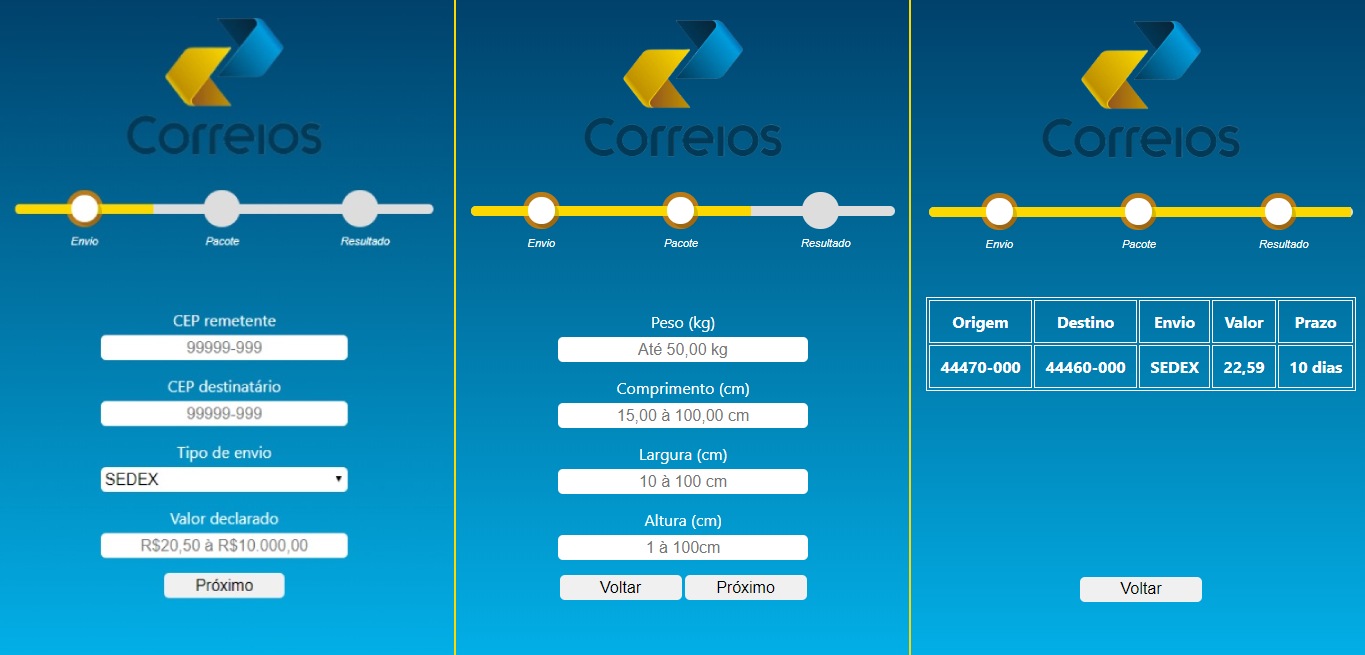 Correios
Envio Pacote Resultado
CEP remetente
99999-999
CEP destinatário
99999-999
Tipo de envio
SEDEX
Valor declarado
R$20,50 à R$10.000,00
Próximo
Correios
Envio Pacote Resultado
Peso (kg)
Até 50,00 kg
Comprimento (cm)
15,00 à 100,00 cm
Largura (cm)
10 à 100 cm
Altura (cm)
1 à 100cm
Voltar Próximo
Correios
Envio Pacote Resultado
Origem Destino Envio Valor Prazo
44470-000 44460-000 SEDEX 22,59 10 dias
Voltar